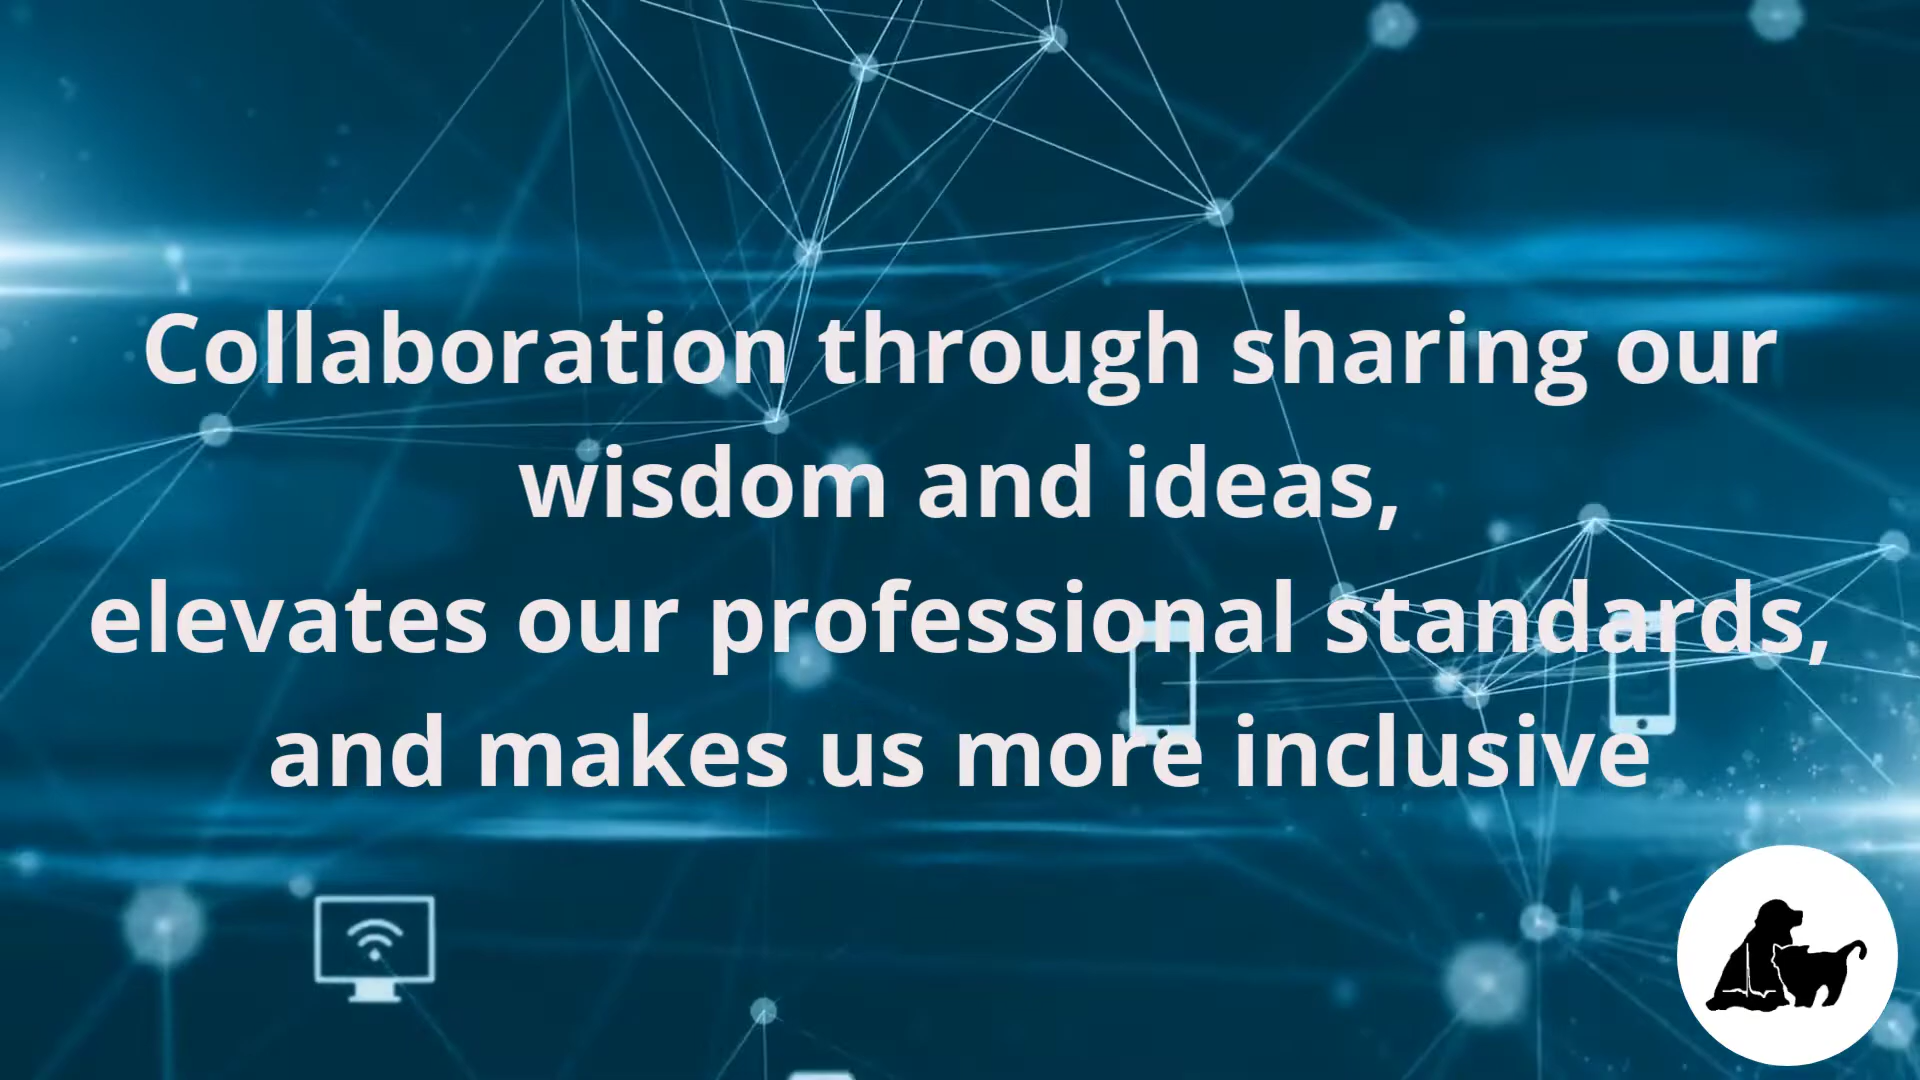 Collaboration through sharing our
wisdom and ideas,
elevates our professional standards,
and makes us more inclusive